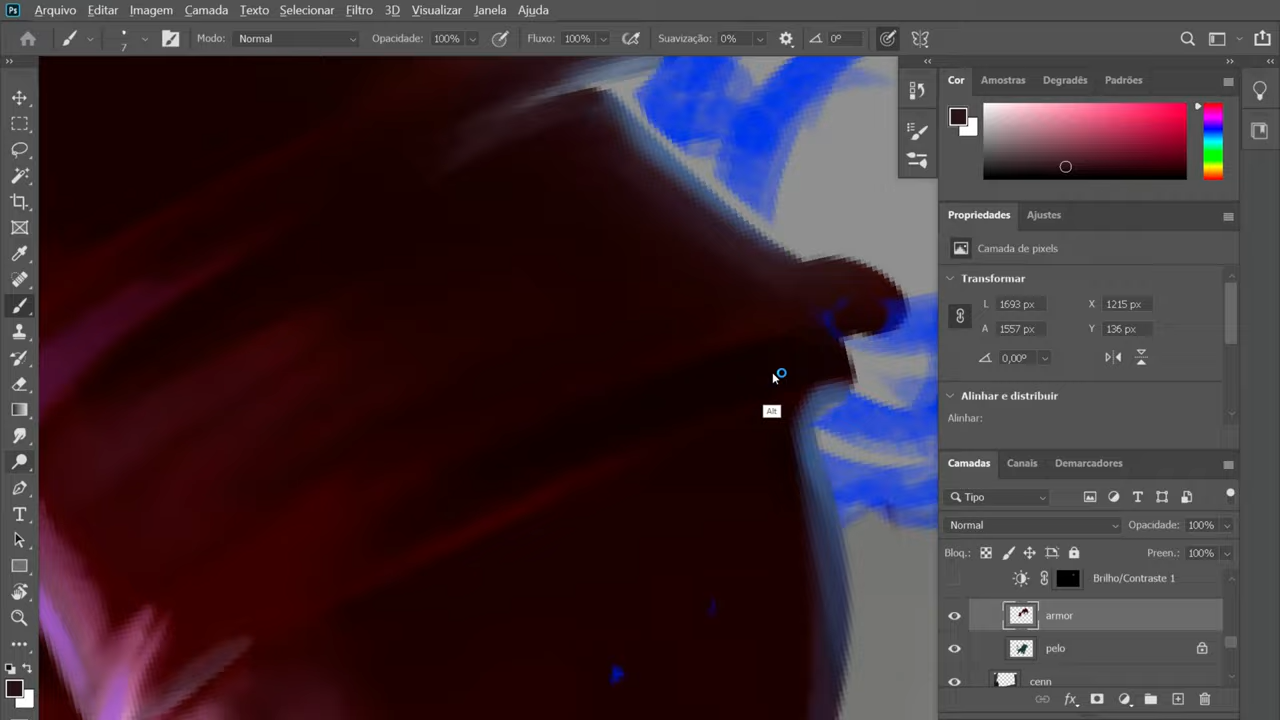 Ps Arquivo Editar Imagem Camada Texto Selecionar Filtro 3D Visualizar Janela Ajuda
7 Modo: Normal Opacidade: 100% Fluxo: 100% Suavização: 0% 0°
Cor Amostras Degradês Padrões
Propriedades Ajustes
Camada de pixels
Transformar
L 1693 px X 1215 px
A 1557 px Y 136 px
0,00°
Alinhar e distribuir
Alinhar:
Alt
Camadas Canais Demarcadores
Tipo
Normal Opacidade: 100%
Bloq.: Preen.: 100%
Brilho/Contraste 1
armor
pelo
cenn
fx